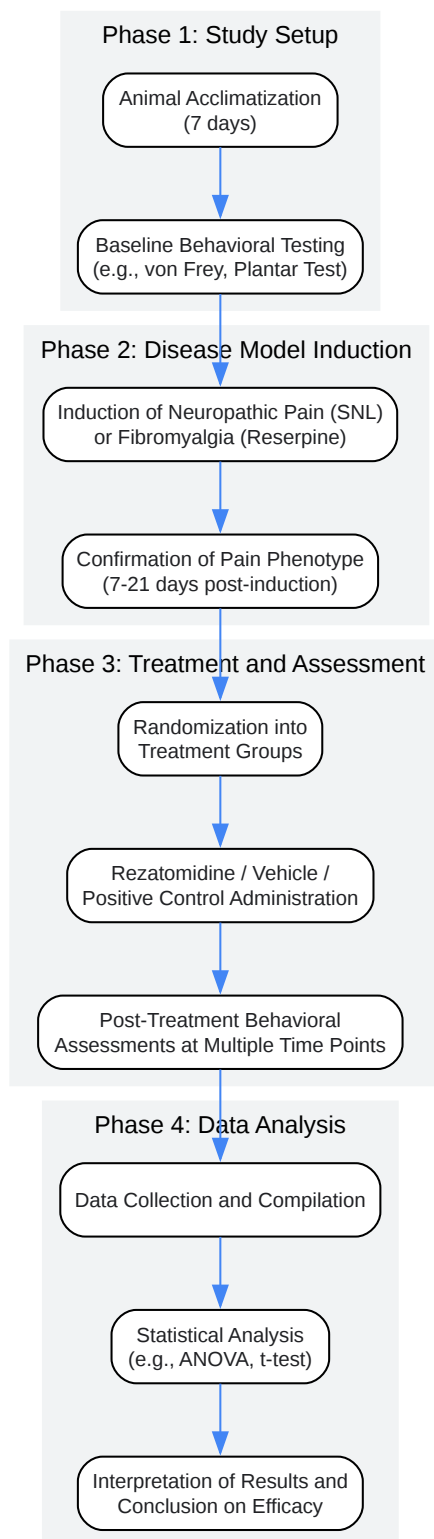 Phase 1: Study Setup
Animal Acclimatization
(7 days)
Baseline Behavioral Testing
(e.g., von Frey, Plantar Test)
Phase 2: Disease Model Induction
Induction of Neuropathic Pain (SNL)
or Fibromyalgia (Reserpine)
Confirmation of Pain Phenotype
(7-21 days post-induction)
Phase 3: Treatment and Assessment
Randomization into
Treatment Groups
Rezatomidine / Vehicle /
Positive Control Administration
Post-Treatment Behavioral
Assessments at Multiple Time Points
Phase 4: Data Analysis
Data Collection and Compilation
Statistical Analysis
(e.g., ANOVA, t-test)
Interpretation of Results and
Conclusion on Efficacy